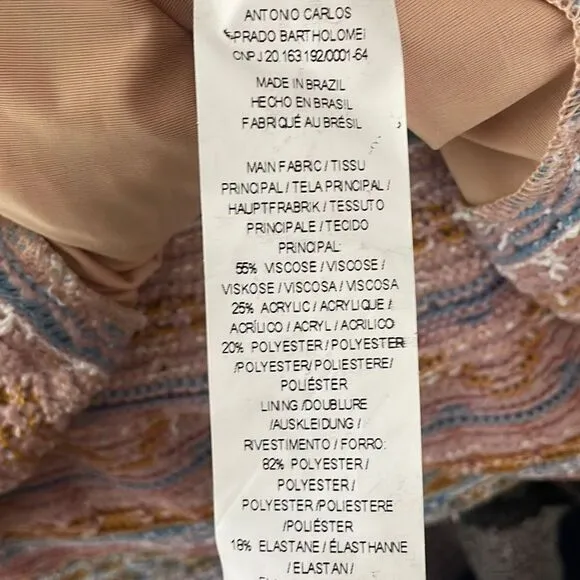 ANTONIO CARLOS
PRADO BARTHOLOMEI
CNPJ 20.163.192/0001-64
MADE IN BRAZIL
HECHO EN BRASIL
FABRIQUÉ AU BRÉSIL
MAIN FABRIC / TISSU
PRINCIPAL / TELA PRINCIPAL /
HAUPTFRABRIK / TESSUTO
PRINCIPALE / TECIDO
PRINCIPAL:
55% VISCOSE / VISCOSE /
VISKOSE / VISCOSA / VISCOSA
25% ACRYLIC / ACRYLIQUE /
ACRÍLICO / ACRYL / ACRILICO
20% POLYESTER / POLYESTER
/POLYESTER/ POLIESTERE/
POLIÉSTER
LINING /DOUBLURE
/AUSKLEIDUNG /
RIVESTIMENTO / FORRO:
82% POLYESTER /
POLYESTER /
POLYESTER /POLIESTERE
/POLIÉSTER
18% ELASTANE / ÉLASTHANNE
/ ELASTAN /